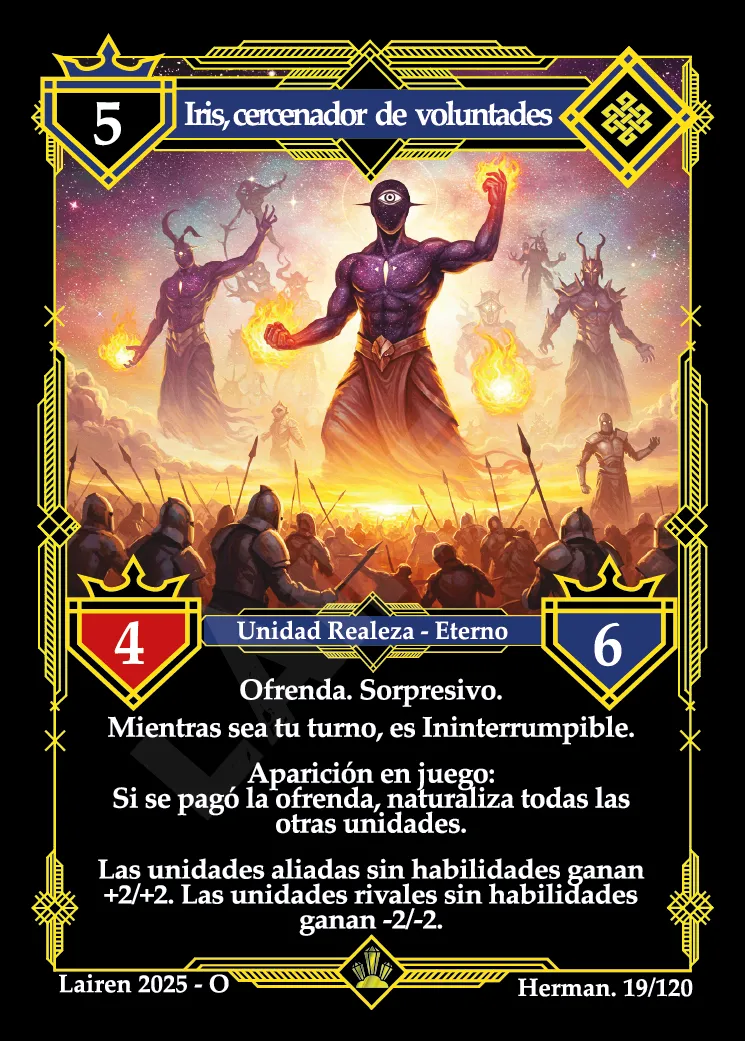 5
Iris, cercenador de voluntades
4
Unidad Realeza - Eterno
6
Ofrenda. Sorpresivo.
Mientras sea tu turno, es Ininterrumpible.
Aparición en juego:
Si se pagó la ofrenda, naturaliza todas las
otras unidades.
Las unidades aliadas sin habilidades ganan
+2/+2. Las unidades rivales sin habilidades
ganan -2/-2.
Lairen 2025 - O
Herman. 19/120